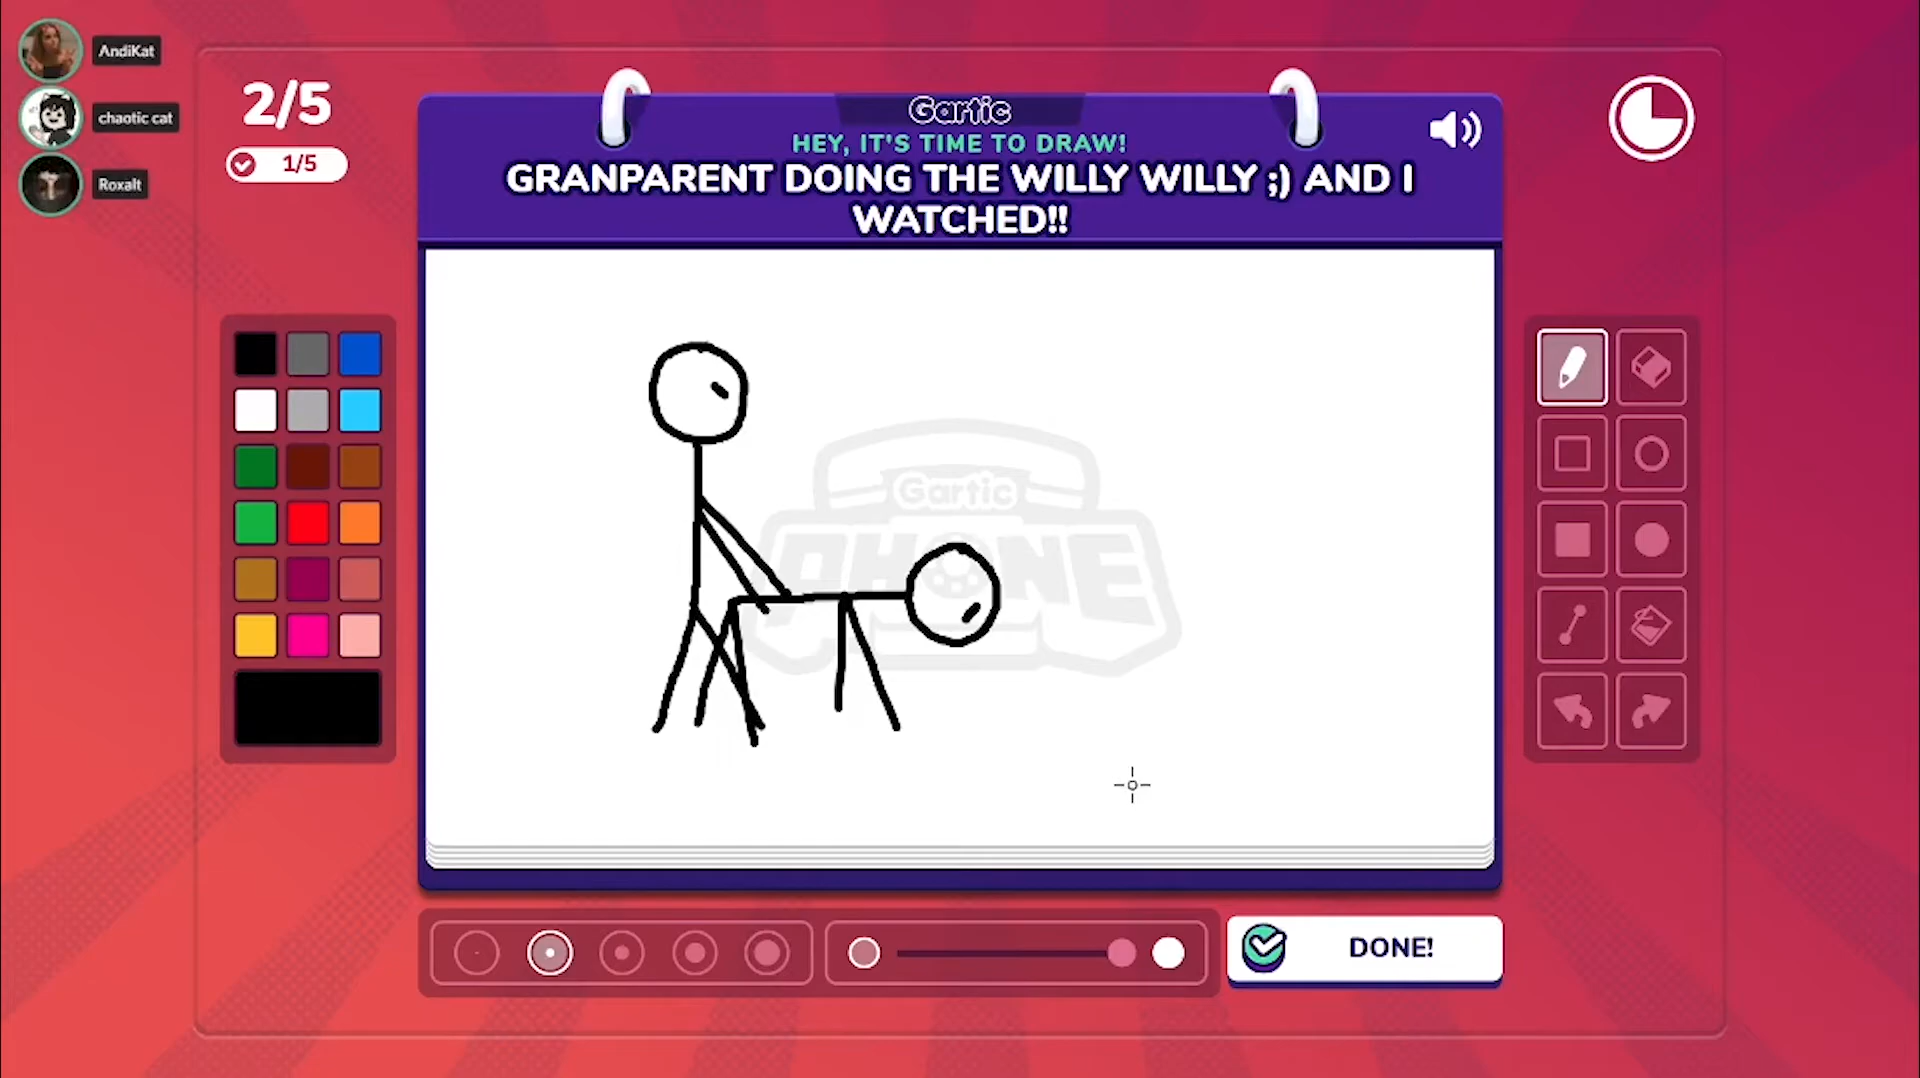 AndiKat
chaotic cat
Roxalt
2/5
1/5
Gartic
HEY, IT'S TIME TO DRAW!
GRANPARENT DOING THE WILLY WILLY ;) AND I
WATCHED!!
Gartic
PHONE
DONE!